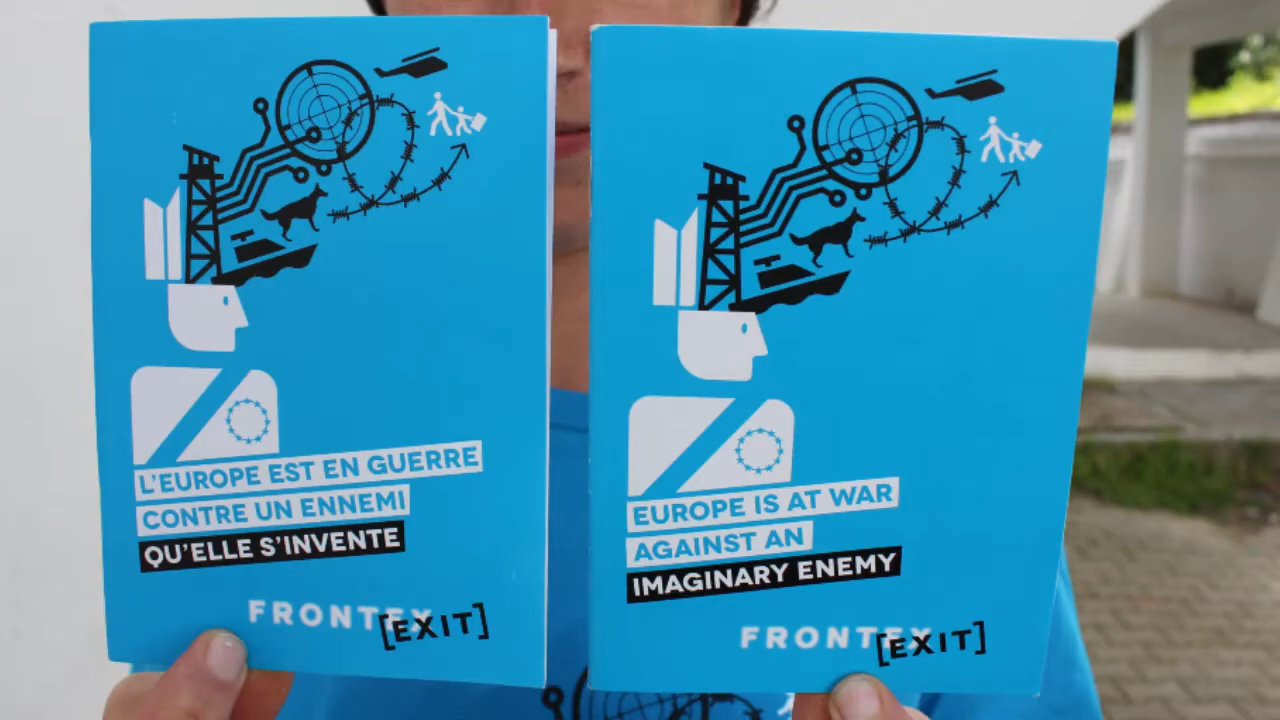 L'EUROPE EST EN GUERRE
CONTRE UN ENNEMI
QU'ELLE S'INVENTE
FRONTEX
[EXIT]
EUROPE IS AT WAR
AGAINST AN
IMAGINARY ENEMY
FRONTEX
[EXIT]